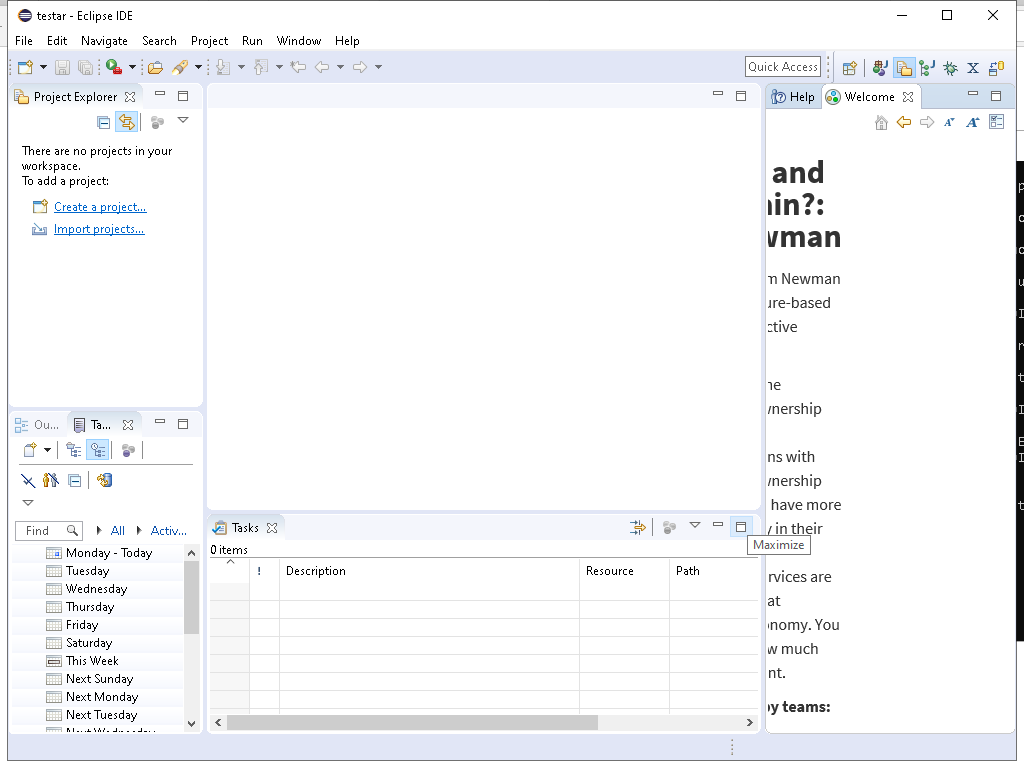 testar - Eclipse IDE
File Edit Navigate Search Project Run Window Help
Quick Access
Project Explorer
There are no projects in your
workspace.
To add a project:
Create a project...
Import projects...
Ou...
Ta...
Find
All
Activ...
Monday - Today
Tuesday
Wednesday
Thursday
Friday
Saturday
This Week
Next Sunday
Next Monday
Next Tuesday
Next Wednesday
Tasks
0 items
! Description Resource Path
Maximize
Help
Welcome
and
ain?:
wman
m Newman
ure-based
ctive
he
wnership
ns with
wnership
have more
y in their
rvices are
at
onomy. You
w much
nt.
by teams: